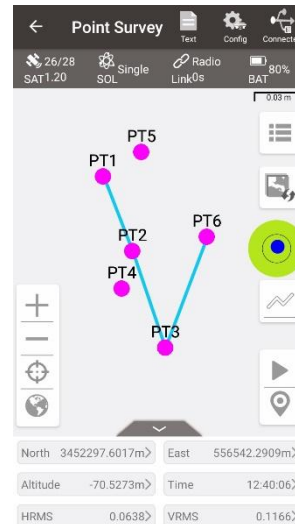 Point Survey
Text Config Connecte
26/28 Single Radio 80%
SAT1.20 SOL Link0s BAT
0.03 m
PT5
PT1
PT6
PT2
PT4
PT3
North 3452297.6017m> East 556542.2909m>
Altitude -70.5273m> Time 12:40:06>
HRMS 0.0638> VRMS 0.1166>